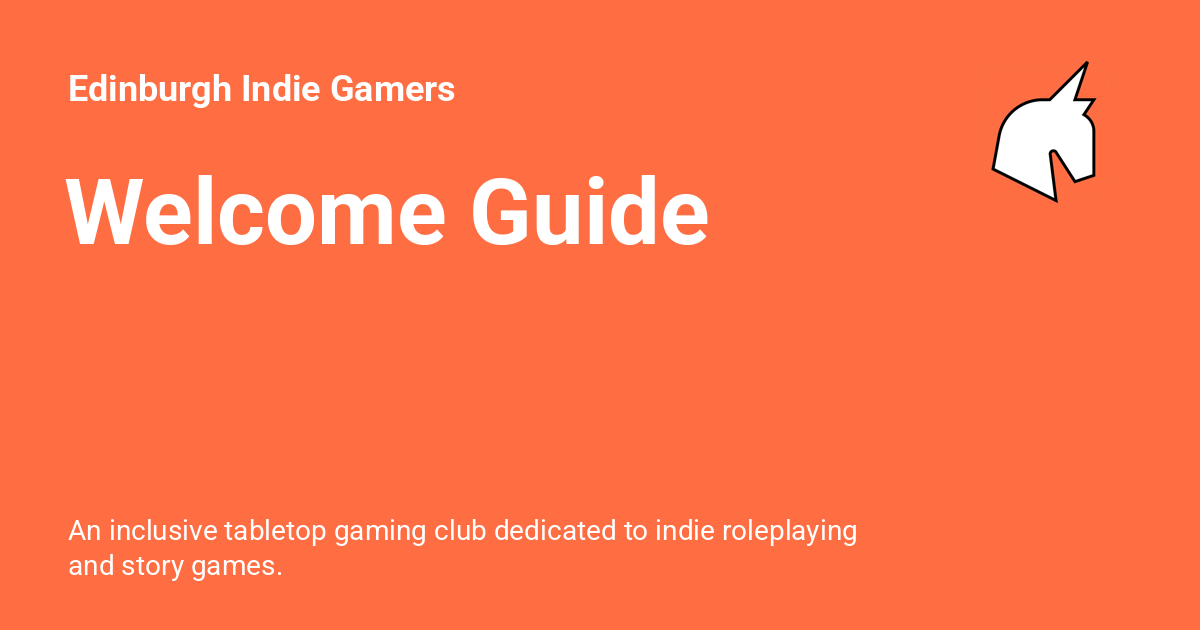 Edinburgh Indie Gamers
Welcome Guide
An inclusive tabletop gaming club dedicated to indie roleplaying
and story games.